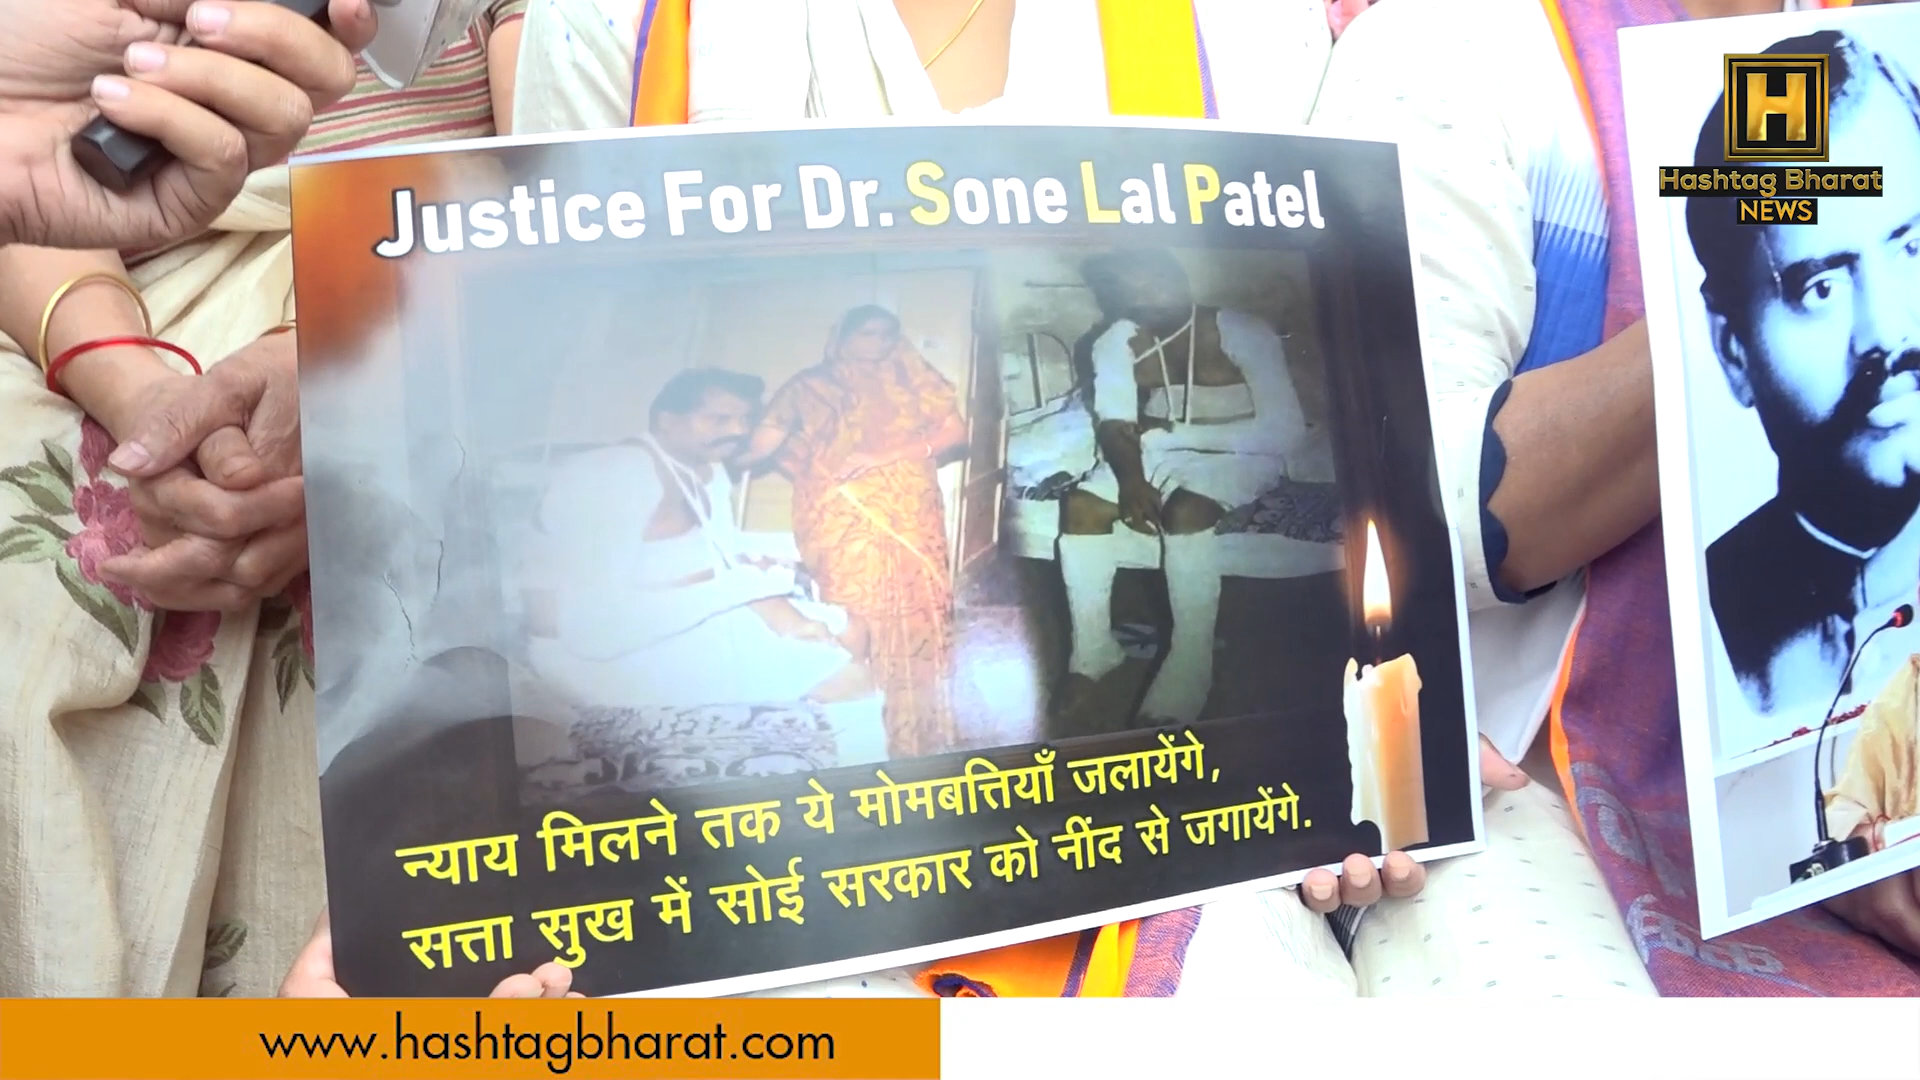 Justice For Dr. Sone Lal Patel
H
Hashtag Bharat
NEWS
न्याय मिलने तक ये मोमबत्तियाँ जलायेंगे,
सत्ता सुख में सोई सरकार को नींद से जगायेंगे.
www.hashtagbharat.com